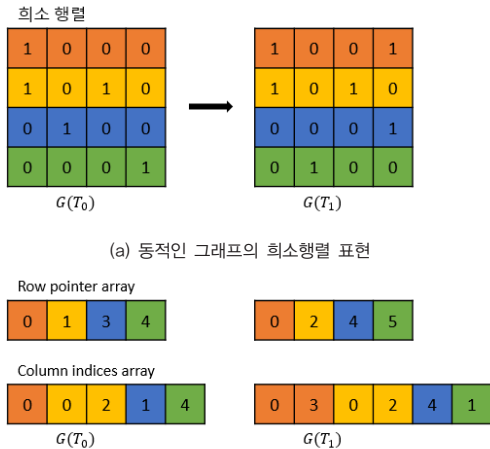 희소 행렬
1 0 0 0 1 0 0 1
1 0 1 0 1 0 1 0
0 1 0 0 0 0 0 1
0 0 0 1 0 1 0 0
G(T₀) G(T₁)
(a) 동적인 그래프의 희소행렬 표현
Row pointer array
0 1 3 4 0 2 4 5
Column indices array
0 0 2 1 4 0 3 0 2 4 1
G(T₀) G(T₁)